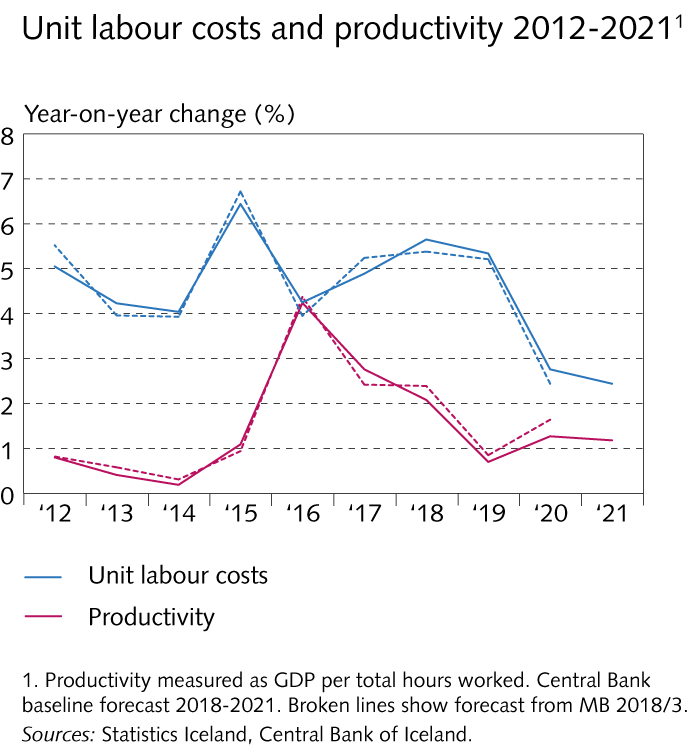 Unit labour costs and productivity 2012-2021¹
Year-on-year change (%)
8
7
6
5
4
3
2
1
0
‘12 ‘13 ‘14 ‘15 ‘16 ‘17 ‘18 ‘19 ‘20 ‘21
Unit labour costs
Productivity
1. Productivity measured as GDP per total hours worked. Central Bank
baseline forecast 2018-2021. Broken lines show forecast from MB 2018/3.
Sources: Statistics Iceland, Central Bank of Iceland.